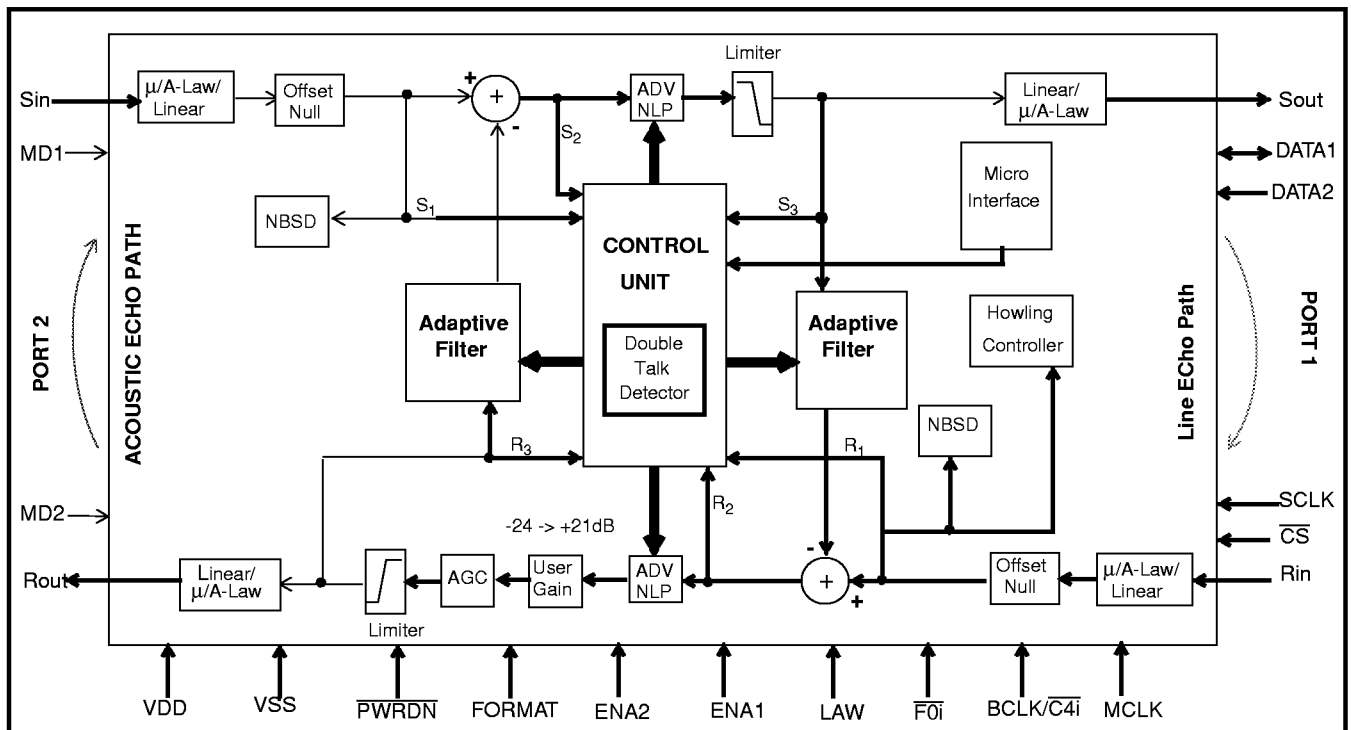 Limiter
Sin
µ/A-Law/
Linear
Offset
Null
+
+
-
ADV
NLP
Linear/
µ/A-Law
Sout
MD1
S2
DATA1
DATA2
Micro
Interface
NBSD
S1
S3
CONTROL
UNIT
PORT 2
ACOUSTIC ECHO PATH
Adaptive
Filter
Double
Talk
Detector
Adaptive
Filter
Howling
Controller
Line ECho Path
PORT 1
NBSD
R3
R1
R2
MD2
SCLK
CS
-24 -> +21dB
Rout
Linear/
µ/A-Law
Limiter
AGC
User
Gain
ADV
NLP
-
+
+
Offset
Null
µ/A-Law/
Linear
Rin
VDD
VSS
PWRDN
FORMAT
ENA2
ENA1
LAW
F0i
BCLK/C4i
MCLK